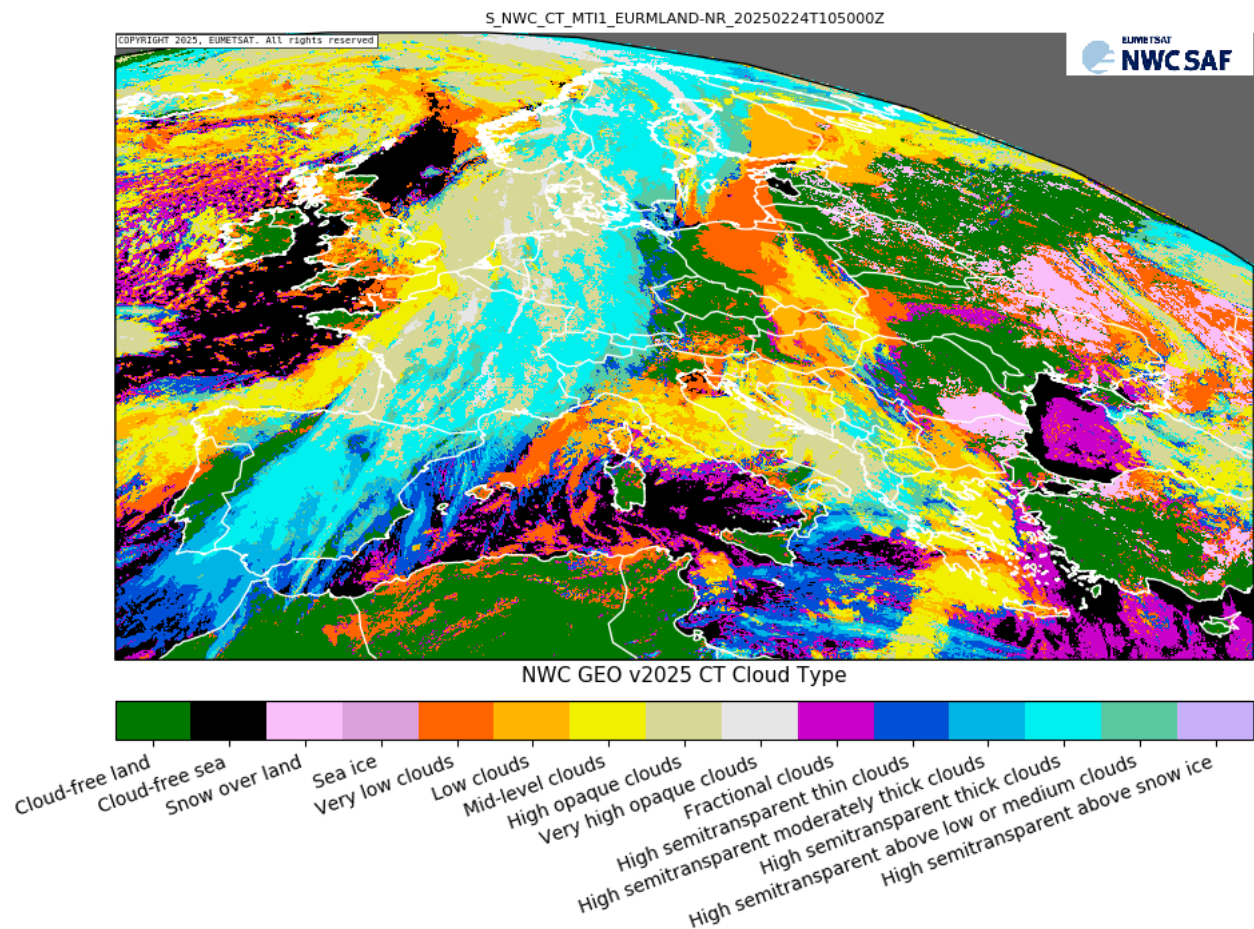 S_NWC_CT_MTI1_EURMLAND-NR_20250224T105000Z
COPYRIGHT 2025, EUMETSAT. All rights reserved
EUMETSAT
NWC SAF
NWC GEO v2025 CT Cloud Type
Cloud-free land
Cloud-free sea
Snow over land
Sea ice
Very low clouds
Low clouds
Mid-level clouds
High opaque clouds
Very high opaque clouds
Fractional clouds
High semitransparent thin clouds
High semitransparent moderately thick clouds
High semitransparent thick clouds
High semitransparent above low or medium clouds
High semitransparent above snow ice